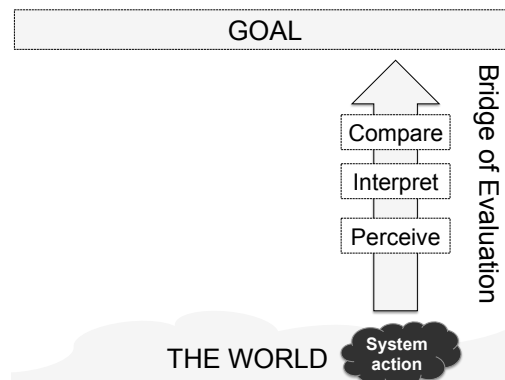 GOAL
Bridge of Evaluation
Compare
Interpret
Perceive
THE WORLD
System
action